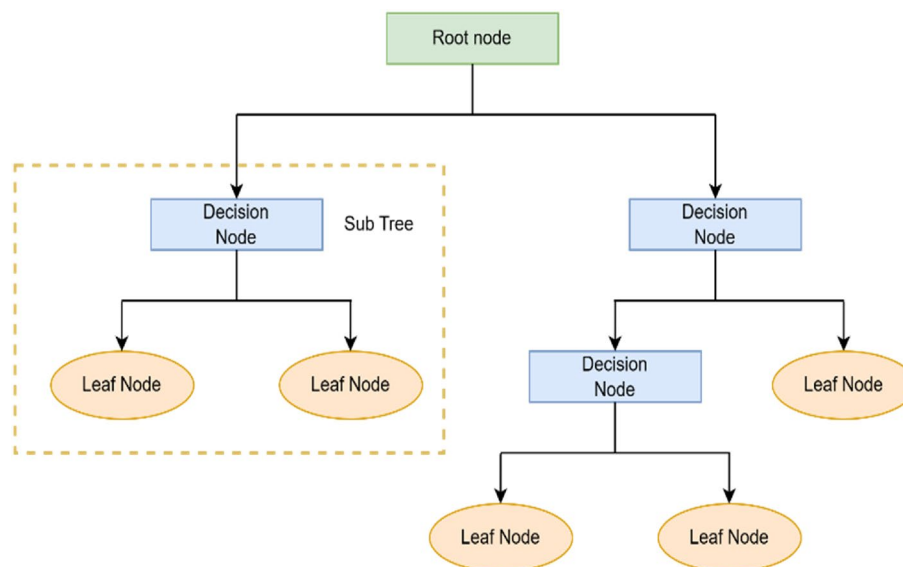 Root node
Decision
Node
Sub Tree
Decision
Node
Leaf Node
Leaf Node
Decision
Node
Leaf Node
Leaf Node
Leaf Node